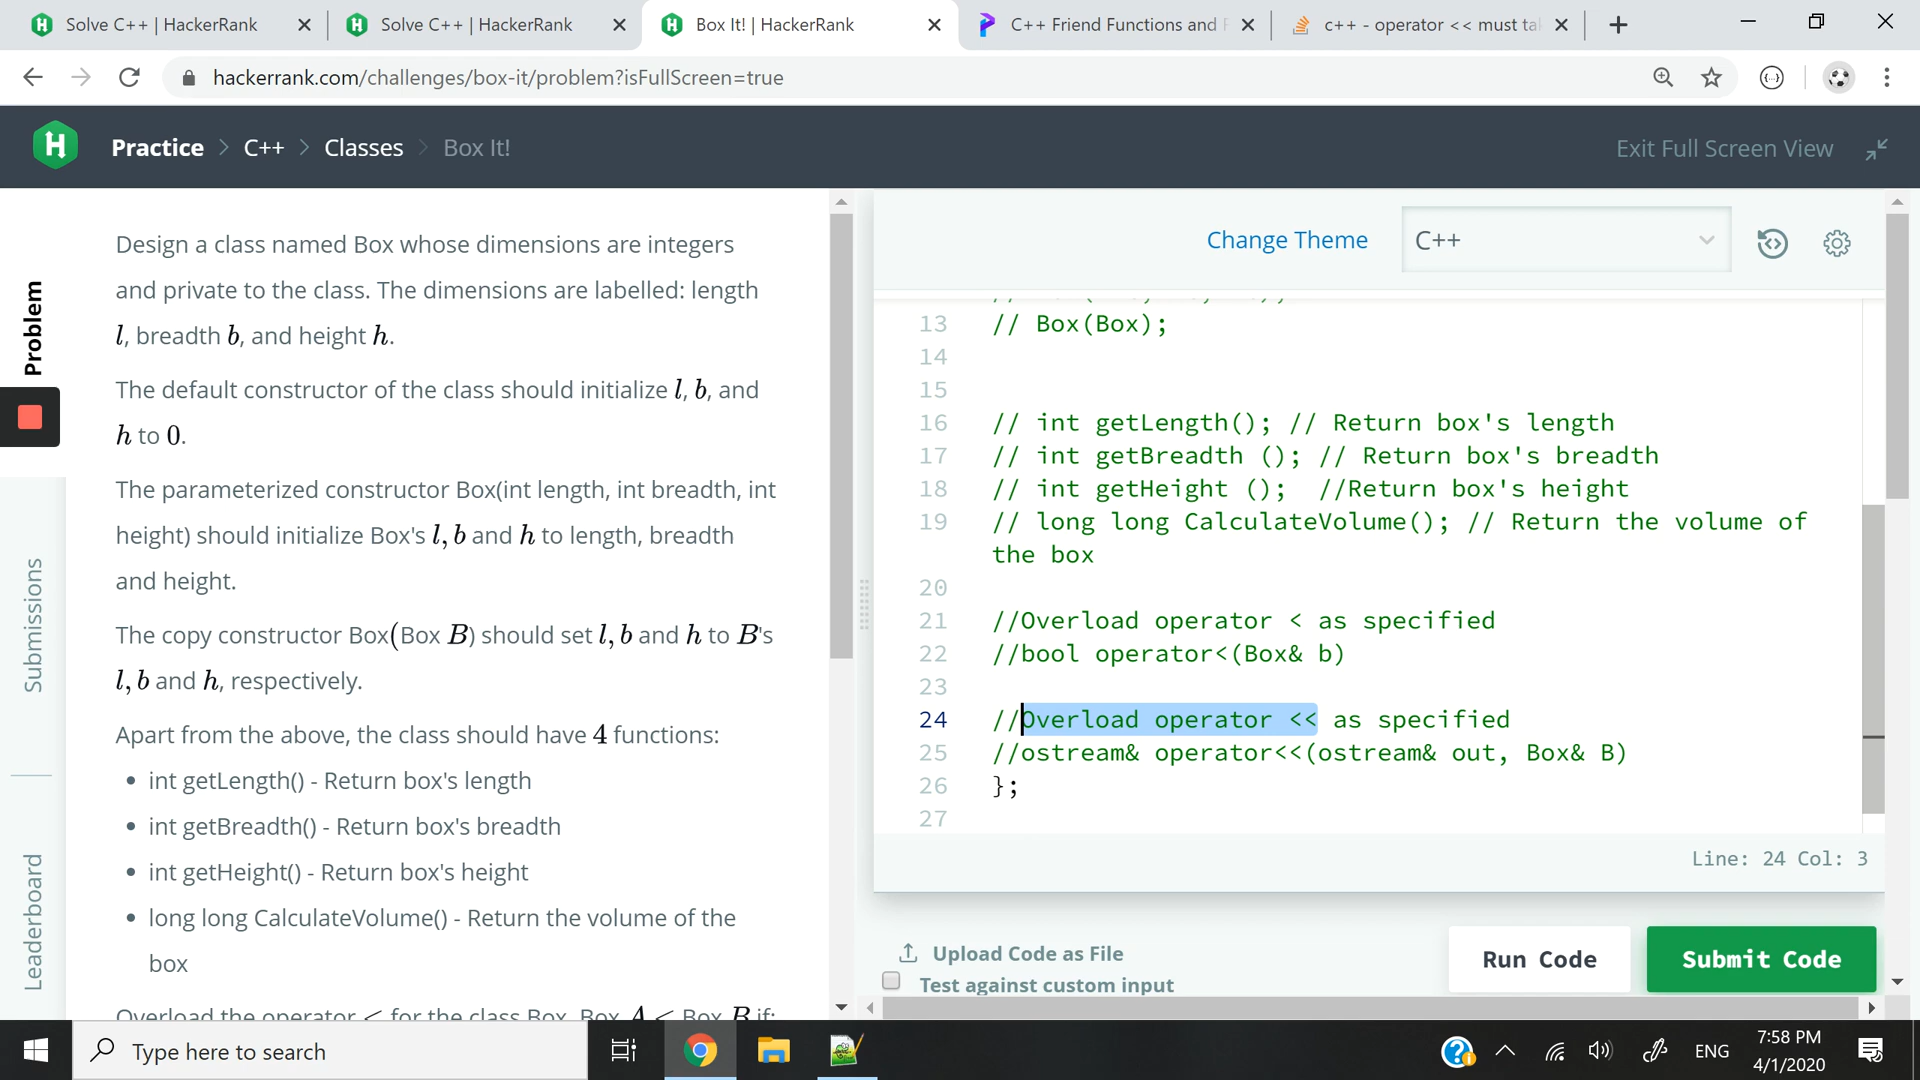 Solve C++ | HackerRank
Solve C++ | HackerRank
Box It! | HackerRank
C++ Friend Functions and F
c++ - operator << must ta
hackerrank.com/challenges/box-it/problem?isFullScreen=true
Practice > C++ > Classes > Box It!
Exit Full Screen View
Problem
Submissions
Leaderboard
Design a class named Box whose dimensions are integers
and private to the class. The dimensions are labelled: length
l, breadth b, and height h.
The default constructor of the class should initialize l, b, and
h to 0.
The parameterized constructor Box(int length, int breadth, int
height) should initialize Box's l, b and h to length, breadth
and height.
The copy constructor Box(Box B) should set l, b and h to B's
l, b and h, respectively.
Apart from the above, the class should have 4 functions:
• int getLength() - Return box's length
• int getBreadth() - Return box's breadth
• int getHeight() - Return box's height
• long long CalculateVolume() - Return the volume of the
box
Overload the operator < for the class Box. Box A < Box B if:
Change Theme
C++
13 // Box(Box);
14
15
16 // int getLength(); // Return box's length
17 // int getBreadth (); // Return box's breadth
18 // int getHeight ();  //Return box's height
19 // long long CalculateVolume(); // Return the volume of
the box
20
21 //Overload operator < as specified
22 //bool operator<(Box& b)
23
24 //Overload operator << as specified
25 //ostream& operator<<(ostream& out, Box& B)
26 };
27
Line: 24 Col: 3
Upload Code as File
Test against custom input
Run Code
Submit Code
Type here to search
ENG
7:58 PM
4/1/2020